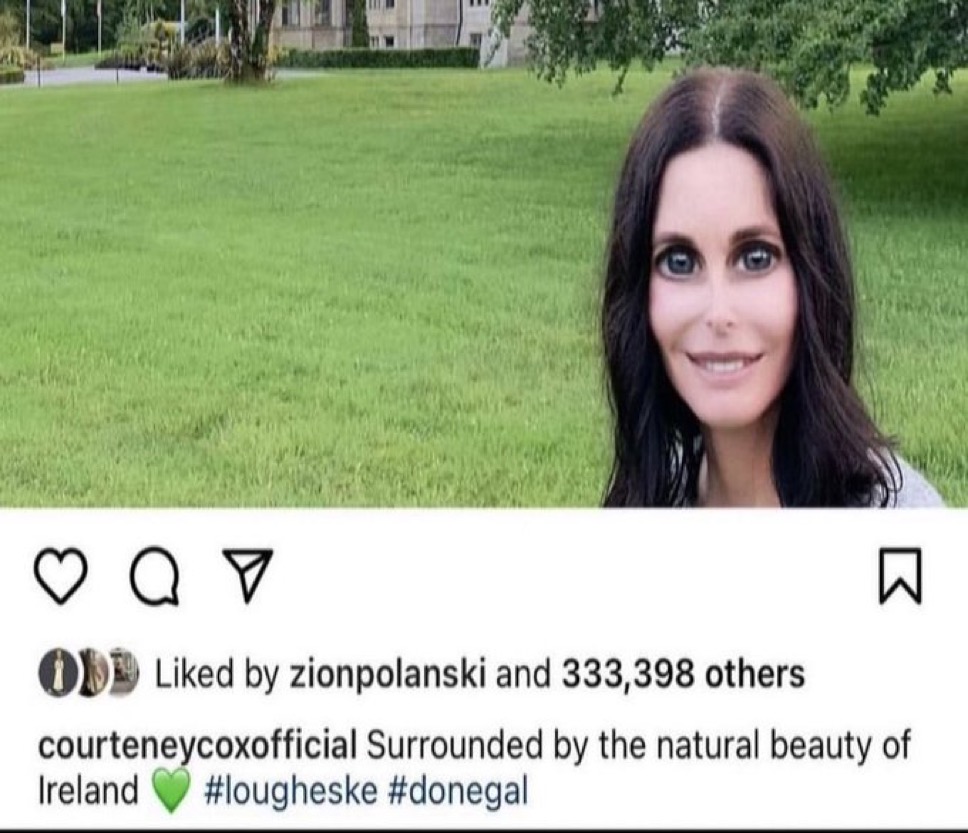 Liked by zionpolanski and 333,398 others
courteneycoxofficial Surrounded by the natural beauty of
Ireland 💚 #lougheske #donegal